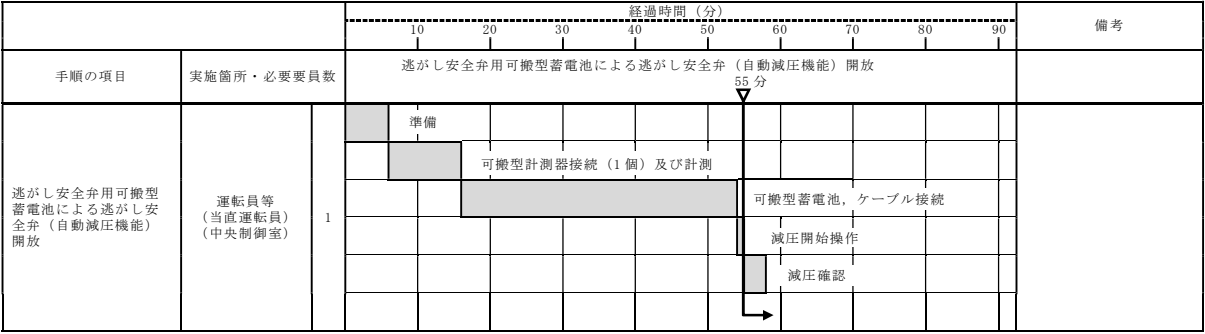 経過時間（分）
備考
10 20 30 40 50 60 70 80 90
手順の項目
実施箇所・必要要員数
逃がし安全弁用可搬型蓄電池による逃がし安全弁（自動減圧機能）開放
55 分
逃がし安全弁用可搬型
蓄電池による逃がし安
全弁（自動減圧機能）
開放
運転員等
（当直運転員）
（中央制御室）
1
準備
可搬型計測器接続（1個）及び計測
可搬型蓄電池，ケーブル接続
減圧開始操作
減圧確認